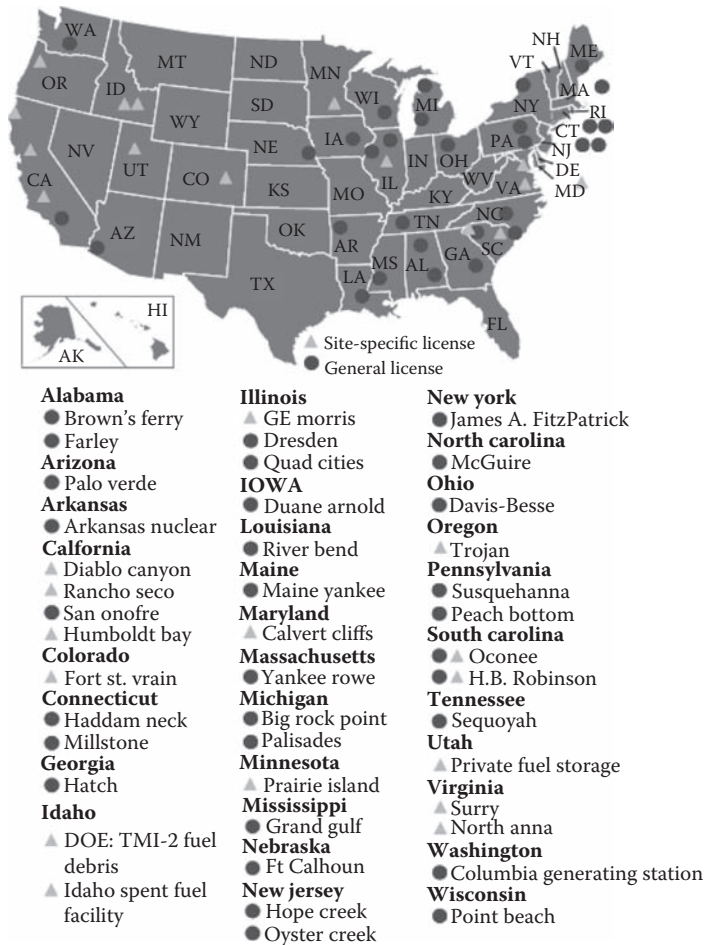 WA
MT
ND
MN
VT
NH
ME
OR
ID
SD
WI
MI
NY
MA
RI
WY
IA
PA
CT
NJ
NV
UT
NE
IL
IN
OH
WV
DE
MD
CA
CO
KS
MO
KY
VA
AZ
NM
OK
AR
TN
NC
SC
TX
LA
MS
AL
GA
FL
HI
AK
Site-specific license
General license
Alabama
Brown's ferry
Farley
Arizona
Palo verde
Arkansas
Arkansas nuclear
Calfornia
Diablo canyon
Rancho seco
San onofre
Humboldt bay
Colorado
Fort st. vrain
Connecticut
Haddam neck
Millstone
Georgia
Hatch
Idaho
DOE: TMI-2 fuel
debris
Idaho spent fuel
facility
Illinois
GE morris
Dresden
Quad cities
IOWA
Duane arnold
Louisiana
River bend
Maine
Maine yankee
Maryland
Calvert cliffs
Massachusetts
Yankee rowe
Michigan
Big rock point
Palisades
Minnesota
Prairie island
Mississippi
Grand gulf
Nebraska
Ft Calhoun
New jersey
Hope creek
Oyster creek
New york
James A. FitzPatrick
North carolina
McGuire
Ohio
Davis-Besse
Oregon
Trojan
Pennsylvania
Susquehanna
Peach bottom
South carolina
Oconee
H.B. Robinson
Tennessee
Sequoyah
Utah
Private fuel storage
Virginia
Surry
North anna
Washington
Columbia generating station
Wisconsin
Point beach